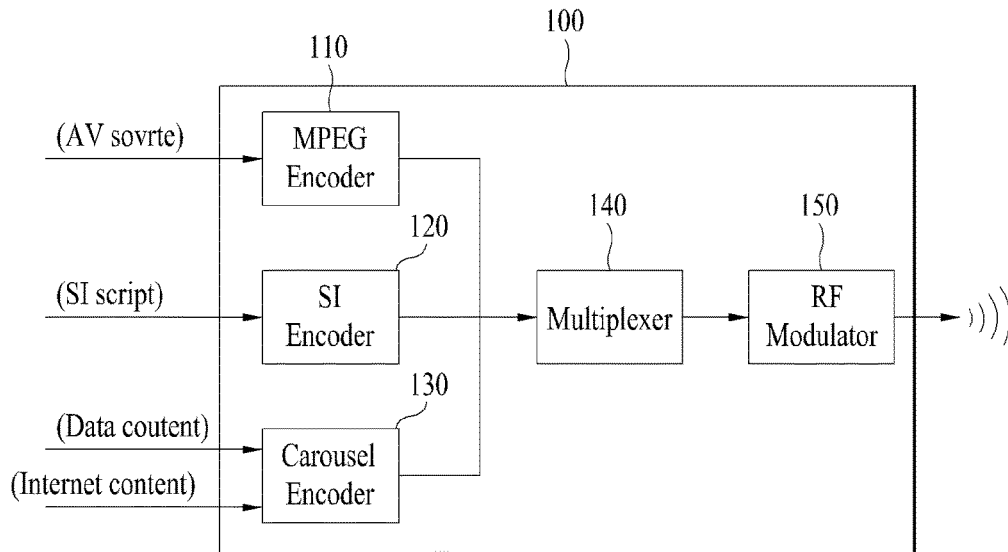 100
110
(AV sovrte)
MPEG
Encoder
120
140
150
(SI script)
SI
Encoder
Multiplexer
RF
Modulator
130
(Data coutent)
(Internet content)
Carousel
Encoder